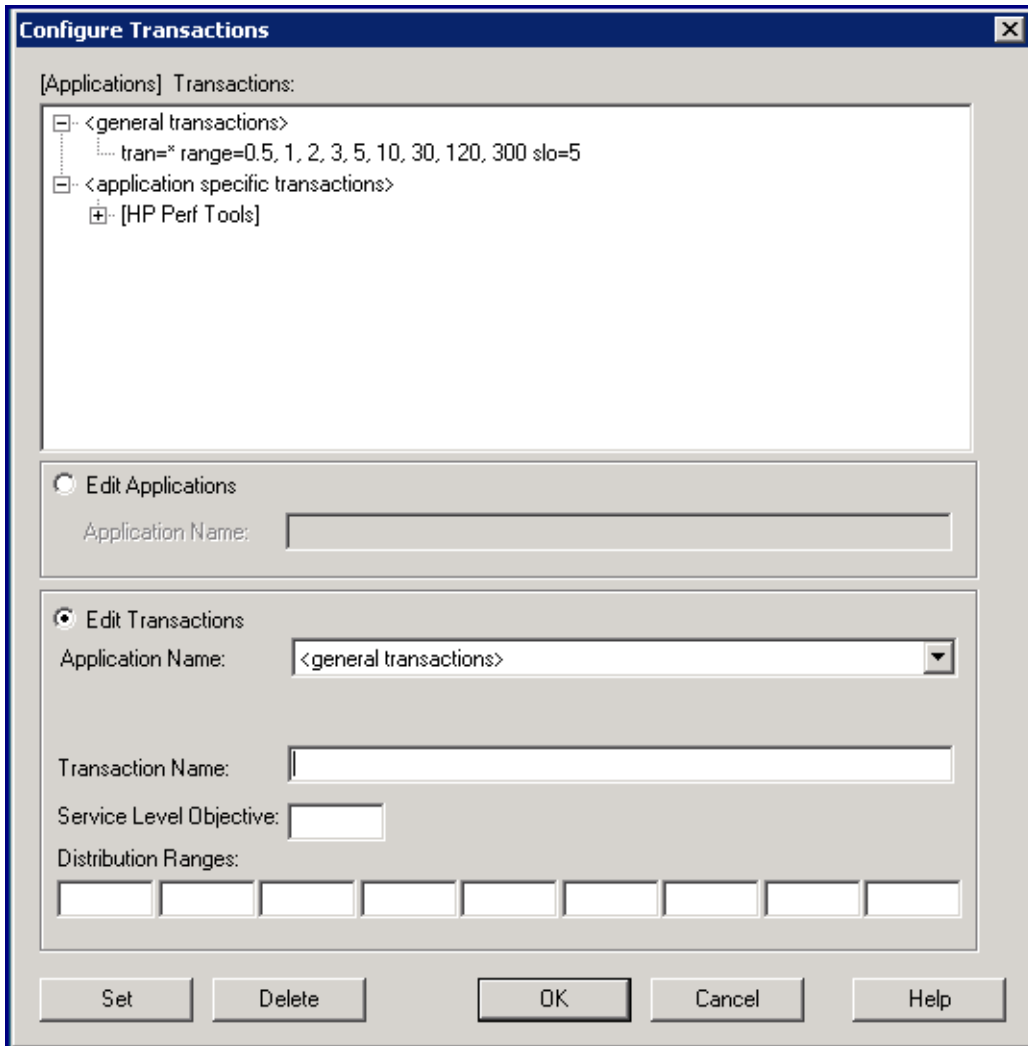 Configure Transactions
[Applications] Transactions:
<general transactions>
tran=* range=0.5, 1, 2, 3, 5, 10, 30, 120, 300 slo=5
<application specific transactions>
[HP Perf Tools]
Edit Applications
Application Name:
Edit Transactions
Application Name:
<general transactions>
Transaction Name:
Service Level Objective:
Distribution Ranges:
Set Delete OK Cancel Help